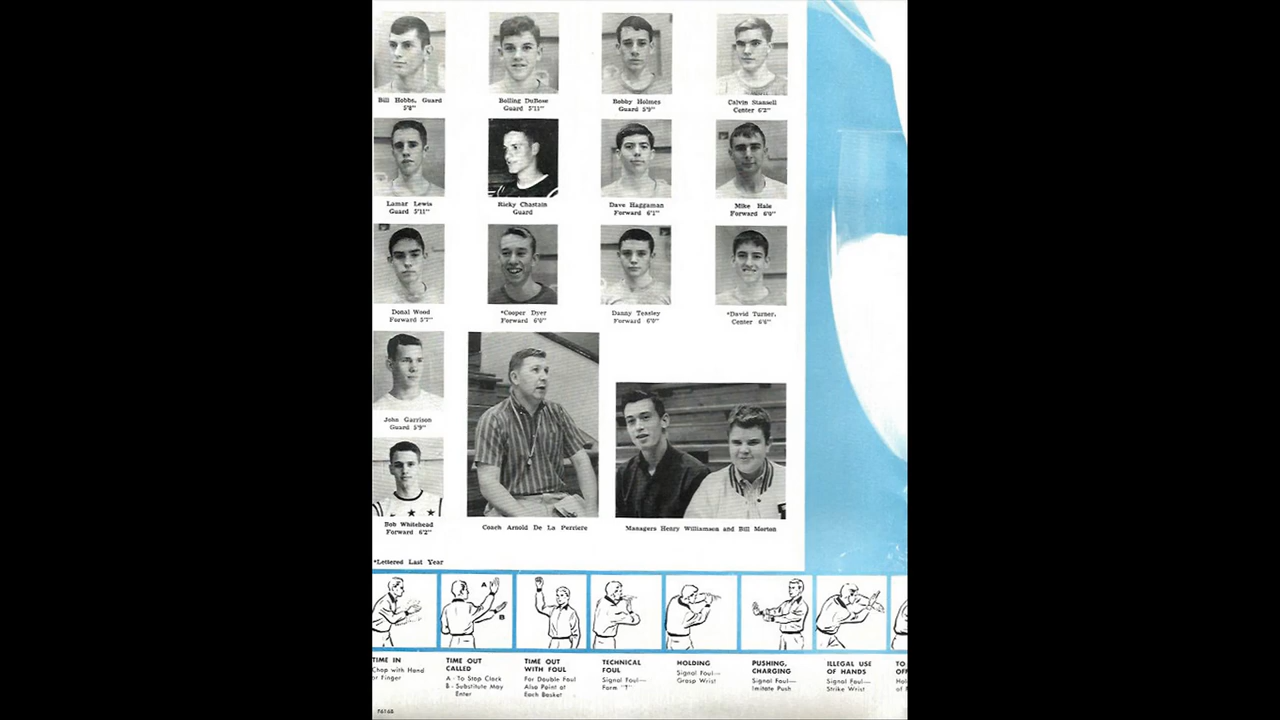 Bill Hobbs, Guard
5'8"
Bolling DuBose
Guard 5'11"
Bobby Holmes
Guard 5'9"
Calvin Stansell
Center 6'2"
Lamar Lewis
Guard 5'11"
Ricky Chastain
Guard
Dave Haggaman
Forward 6'1"
Mike Hale
Forward 6'0"
Donal Wood
Forward 5'7"
*Cooper Dyer
Forward 6'0"
Danny Teasley
Forward 6'0"
*David Turner,
Center 6'6"
John Garrison
Guard 5'9"
Bob Whitehead
Forward 6'2"
Coach Arnold De La Perriere
Managers Henry Williamson and Bill Morton
*Lettered Last Year
A
B
TIME IN
Chop with Hand
or Finger
TIME OUT
CALLED
A - To Stop Clock
B - Substitute May
Enter
TIME OUT
WITH FOUL
For Double Foul
Also Point at
Each Basket
TECHNICAL
FOUL
Signal Foul—
Form "T"
HOLDING
Signal Foul—
Grasp Wrist
PUSHING,
CHARGING
Signal Foul—
Imitate Push
ILLEGAL USE
OF HANDS
Signal Foul—
Strike Wrist
TO
OF
Hol
of